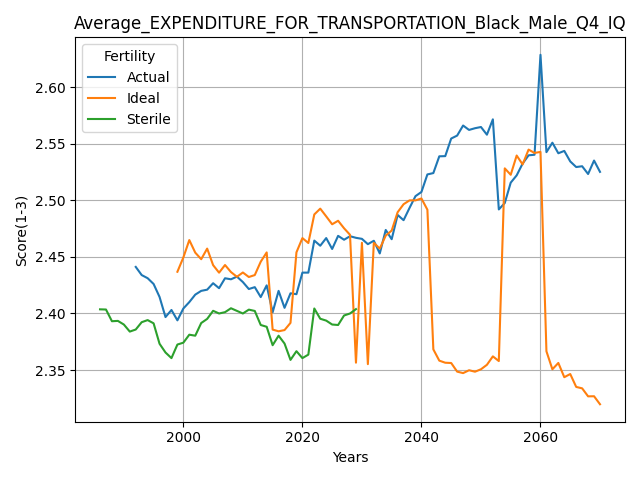 Average_EXPENDITURE_FOR_TRANSPORTATION_Black_Male_Q4_IQ
Fertility
Actual
Ideal
Sterile
Score(1-3)
2.60
2.55
2.50
2.45
2.40
2.35
2000
2020
2040
2060
Years